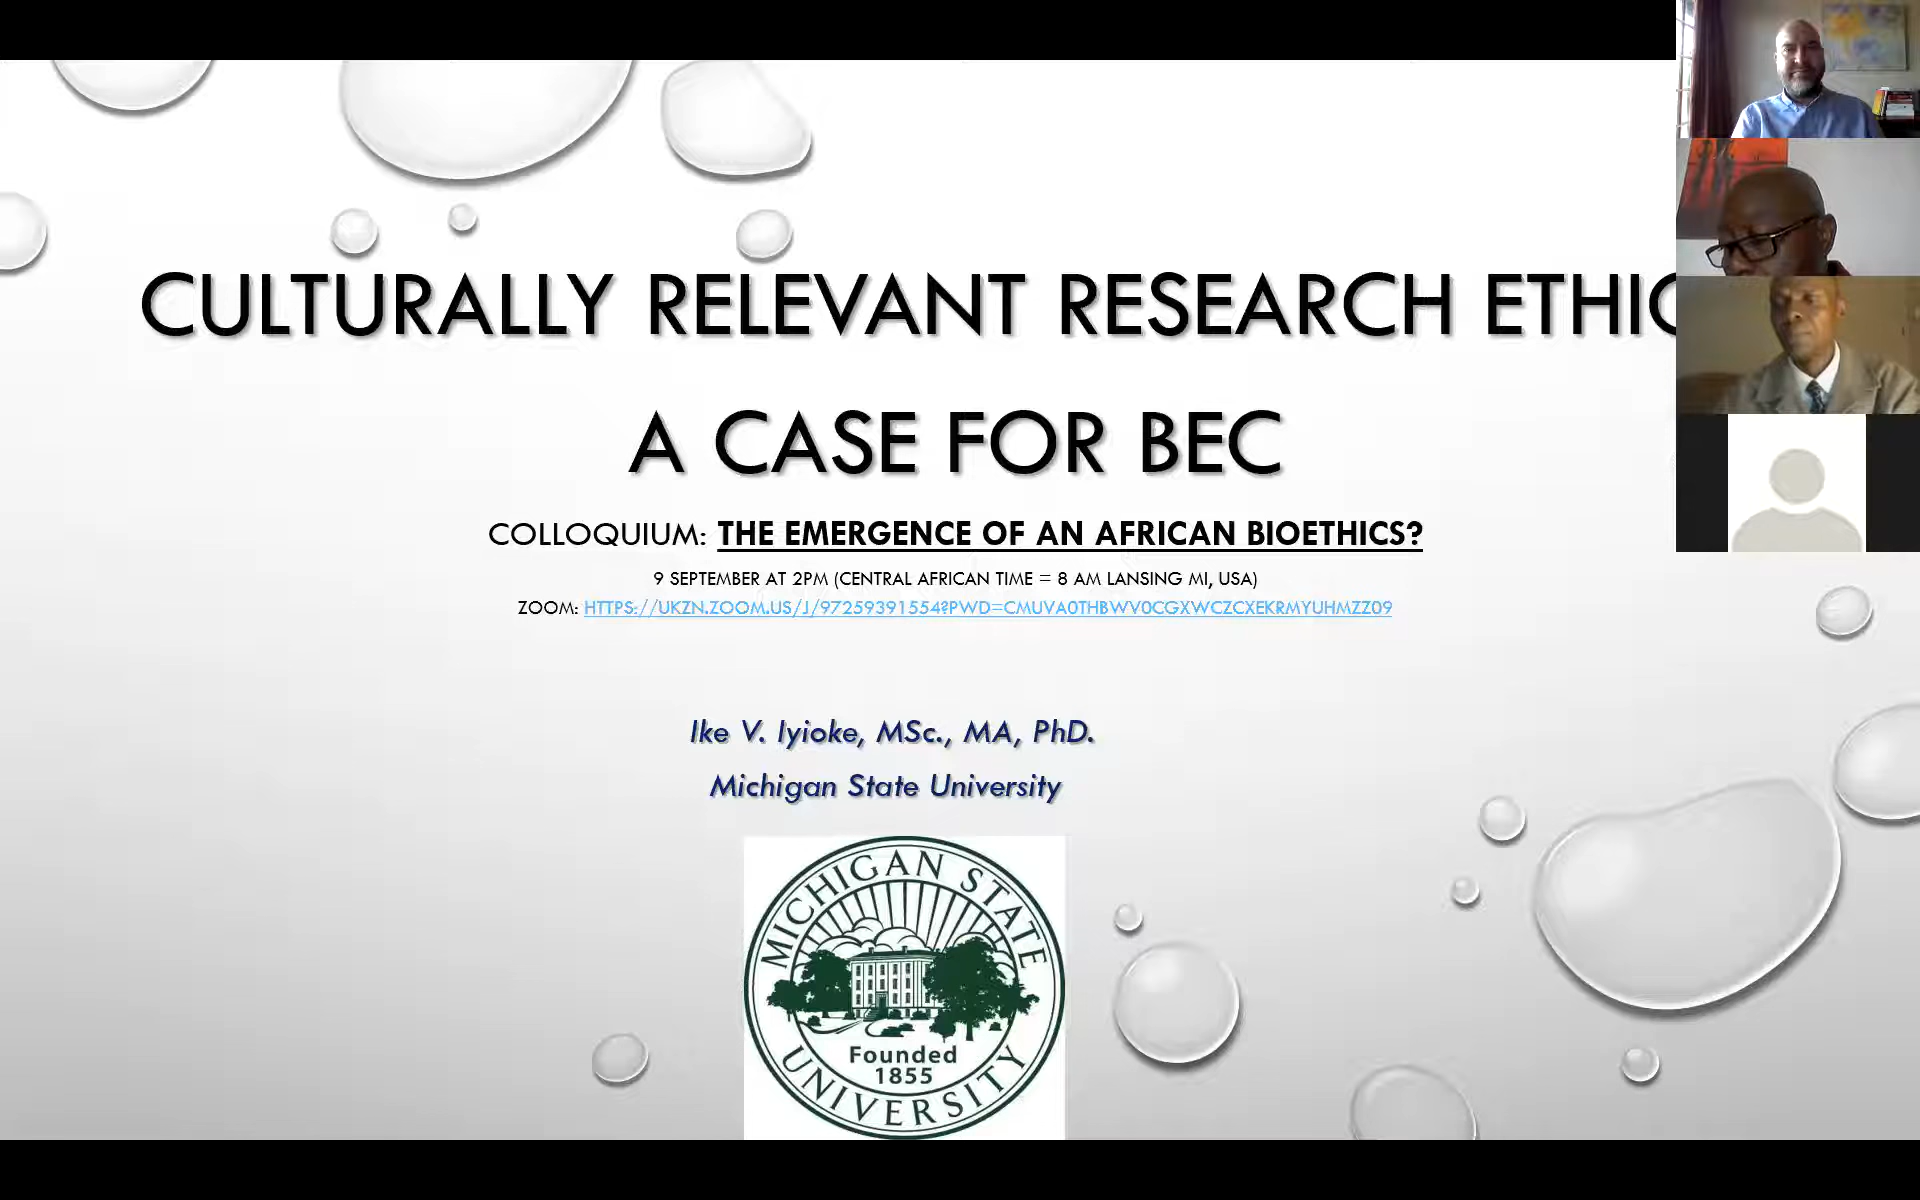 CULTURALLY RELEVANT RESEARCH ETHIC
A CASE FOR BEC
COLLOQUIUM: THE EMERGENCE OF AN AFRICAN BIOETHICS?
9 SEPTEMBER AT 2PM (CENTRAL AFRICAN TIME = 8 AM LANSING MI, USA)
ZOOM: HTTPS://UKZN.ZOOM.US/J/97259391554?PWD=CMUVA0THBWV0CGXWCZCXEKRMYUHMZZ09
Ike V. Iyioke, MSc., MA, PhD.
Michigan State University
MICHIGAN STATE
Founded
1855
UNIVERSITY